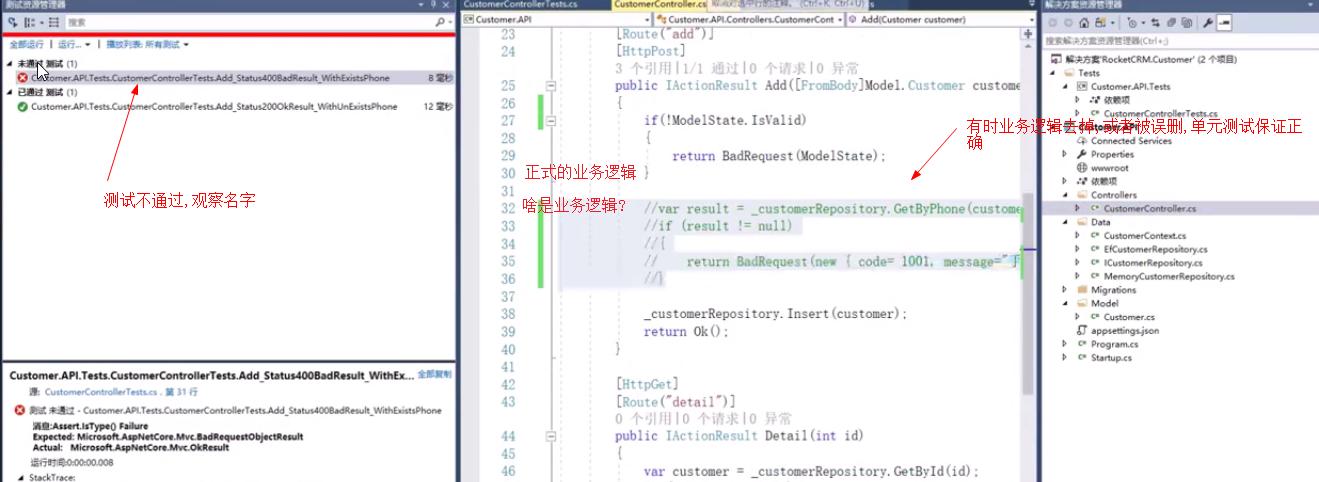 测试资源管理器
搜索
全部运行 | 运行... | 播放列表: 所有测试
未通过 测试 (1)
Customer.API.Tests.CustomerControllerTests.Add_Status400BadResult_WithExistsPhone 8 毫秒
已通过 测试 (1)
Customer.API.Tests.CustomerControllerTests.Add_Status200OkResult_WithUnExistsPhone 12 毫秒
测试不通过,观察名字
Customer.API.Tests.CustomerControllerTests.Add_Status400BadResult_WithEx... 全部复制
源: CustomerControllerTests.cs . 第 31 行
测试 未通过 - Customer.API.Tests.CustomerControllerTests.Add_Status400BadResult_WithExistsPhone
消息:Assert.IsType() Failure
Expected: Microsoft.AspNetCore.Mvc.BadRequestObjectResult
Actual: Microsoft.AspNetCore.Mvc.OkResult
运行时间:0:00:00.008
StackTrace:
CustomerControllerTests.cs
CustomerController.cs
(Ctrl+K, Ctrl+U)
Customer.API
Customer.API.Controllers.CustomerCont
Add(Customer customer)
23 [Route("add")]
24 [HttpPost]
3 个引用|1/1 通过|0 个请求|0 异常
25 public IActionResult Add([FromBody]Model.Customer custome
26 {
27 if(!ModelState.IsValid)
28 {
29 return BadRequest(ModelState);
30 }
31
32 //var result = _customerRepository.GetByPhone(custome
33 //if (result != null)
34 //{
35 // return BadRequest(new { code= 1001, message="手
36 //}
37
38 _customerRepository.Insert(customer);
39 return Ok();
40 }
41
42 [HttpGet]
43 [Route("detail")]
0 个引用|0 个请求|0 异常
44 public IActionResult Detail(int id)
45 {
46 var customer = _customerRepository.GetById(id);
正式的业务逻辑
啥是业务逻辑?
有时业务逻辑去掉,或者被误删,单元测试保证正
确
解决方案资源管理器
搜索解决方案资源管理器(Ctrl+;)
解决方案'RocketCRM.Customer' (2 个项目)
Tests
Customer.API.Tests
依赖项
CustomerControllerTests.cs
Customer.API
Connected Services
Properties
wwwroot
依赖项
Controllers
CustomerController.cs
Data
CustomerContext.cs
EfCustomerRepository.cs
ICustomerRepository.cs
MemoryCustomerRepository.cs
Migrations
Model
Customer.cs
appsettings.json
Program.cs
Startup.cs